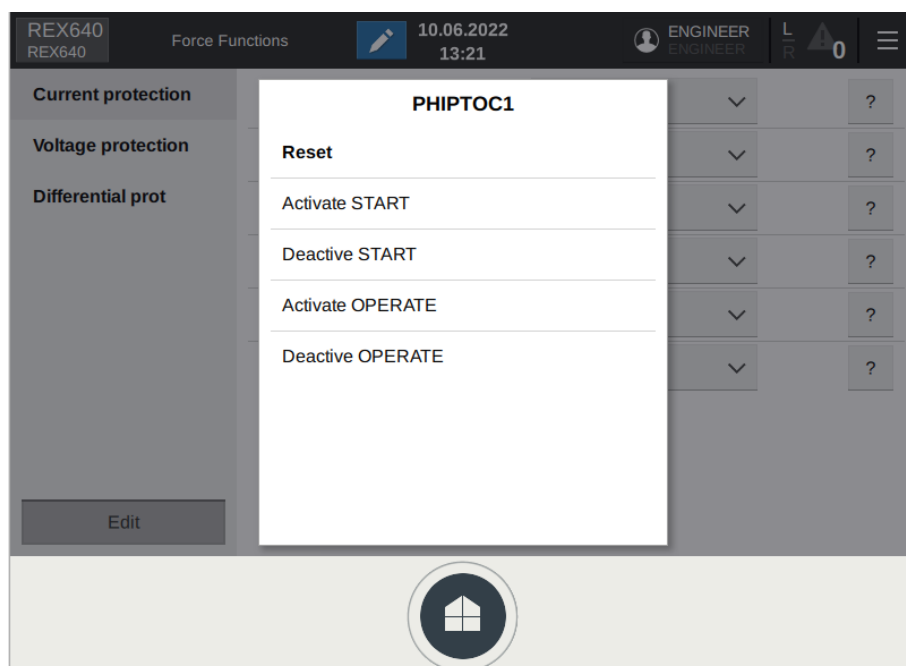 REX640
REX640
Force Functions
10.06.2022
13:21
ENGINEER
ENGINEER
L
R
0
Current protection
Voltage protection
Differential prot
Edit
PHIPTOC1
Reset
Activate START
Deactive START
Activate OPERATE
Deactive OPERATE
?
?
?
?
?
?